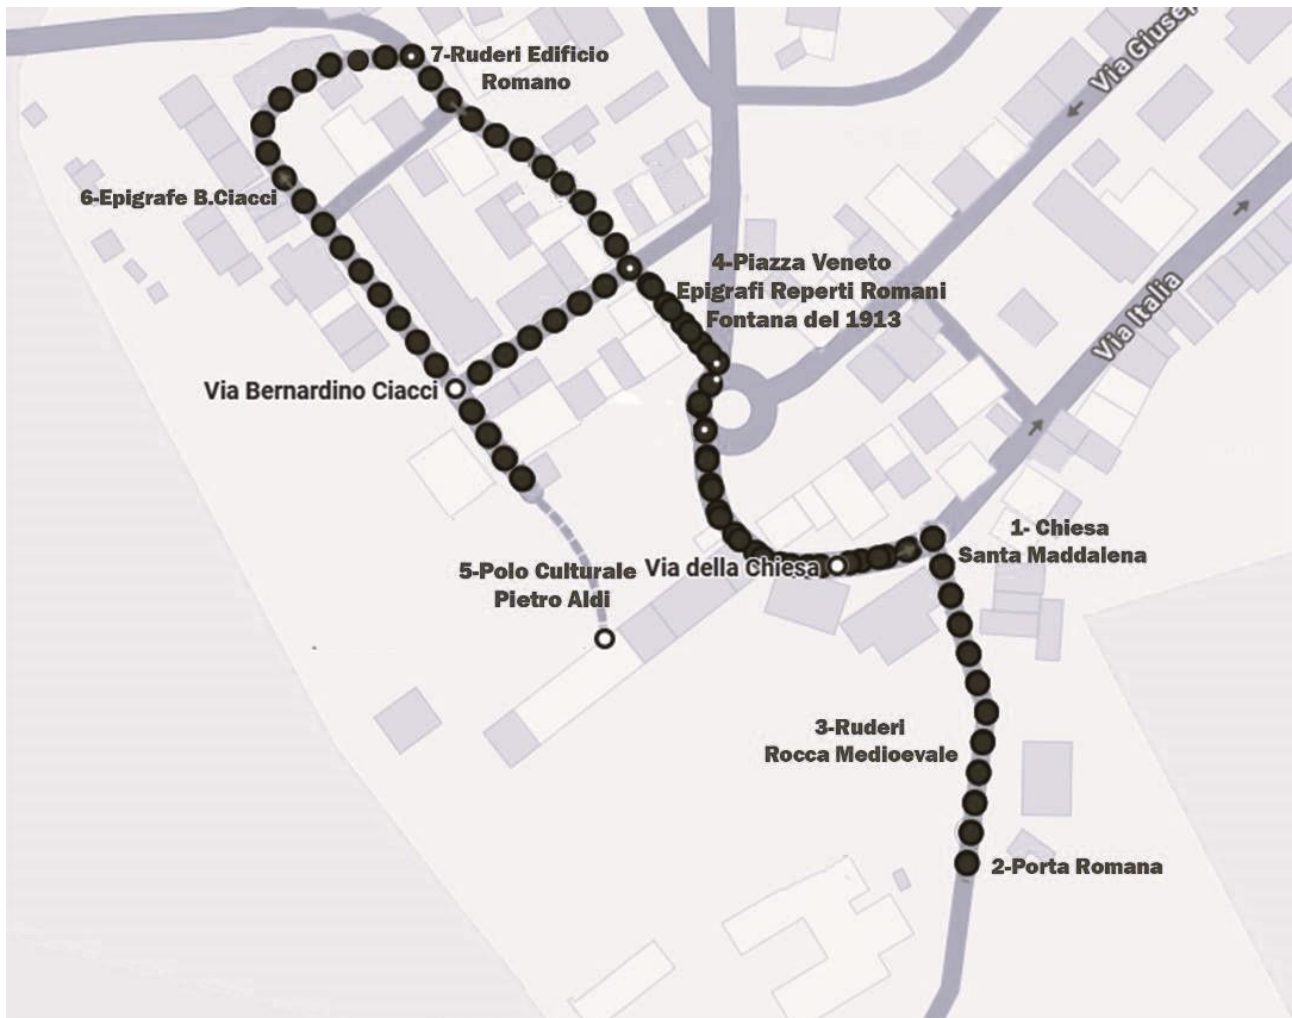 7-Ruderi Edificio
Romano
Via Giusep
6-Epigrafe B.Ciacci
4-Piazza Veneto
Epigrafi Reperti Romani
Fontana del 1913
Via Italia
Via Bernardino Ciacci
1- Chiesa
Santa Maddalena
5-Polo Culturale
Pietro Aldi
Via della Chiesa
3-Ruderi
Rocca Medioevale
2-Porta Romana